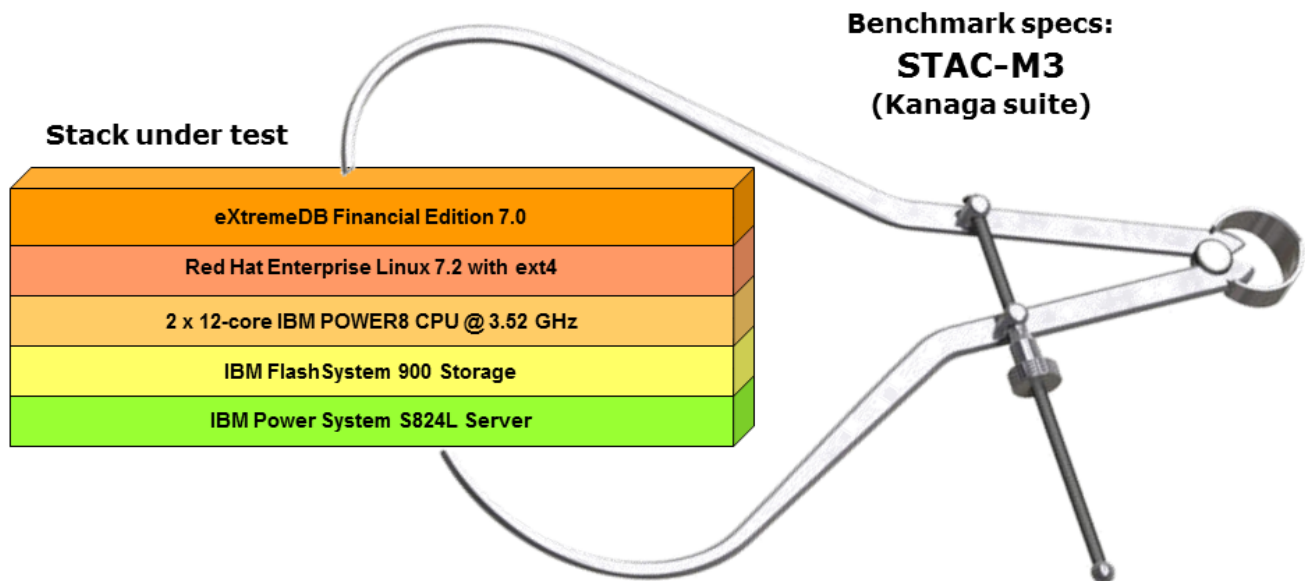 Benchmark specs:
STAC-M3
(Kanaga suite)
Stack under test
eXtremeDB Financial Edition 7.0
Red Hat Enterprise Linux 7.2 with ext4
2 x 12-core IBM POWER8 CPU @ 3.52 GHz
IBM FlashSystem 900 Storage
IBM Power System S824L Server